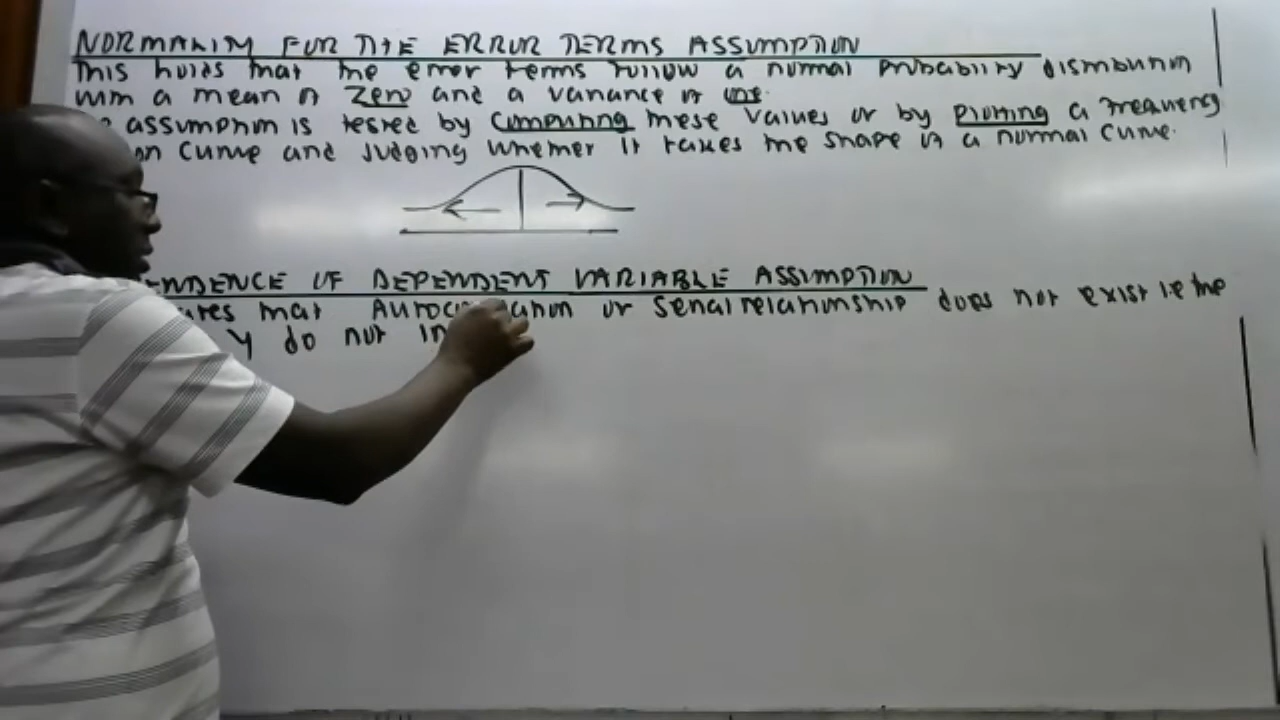 NORMALITY FOR THE ERROR TERMS ASSUMPTION
This holds that the error terms follow a normal probability distribution
with a mean of Zero and a variance of one.
assumption is tested by Computing these values or by plotting a frequency
curve and Judging whether it takes the shape of a normal curve.
ENDENCE OF DEPENDENT VARIABLE ASSUMPTION
that or serial relationship does not exist i.e the
y do not in